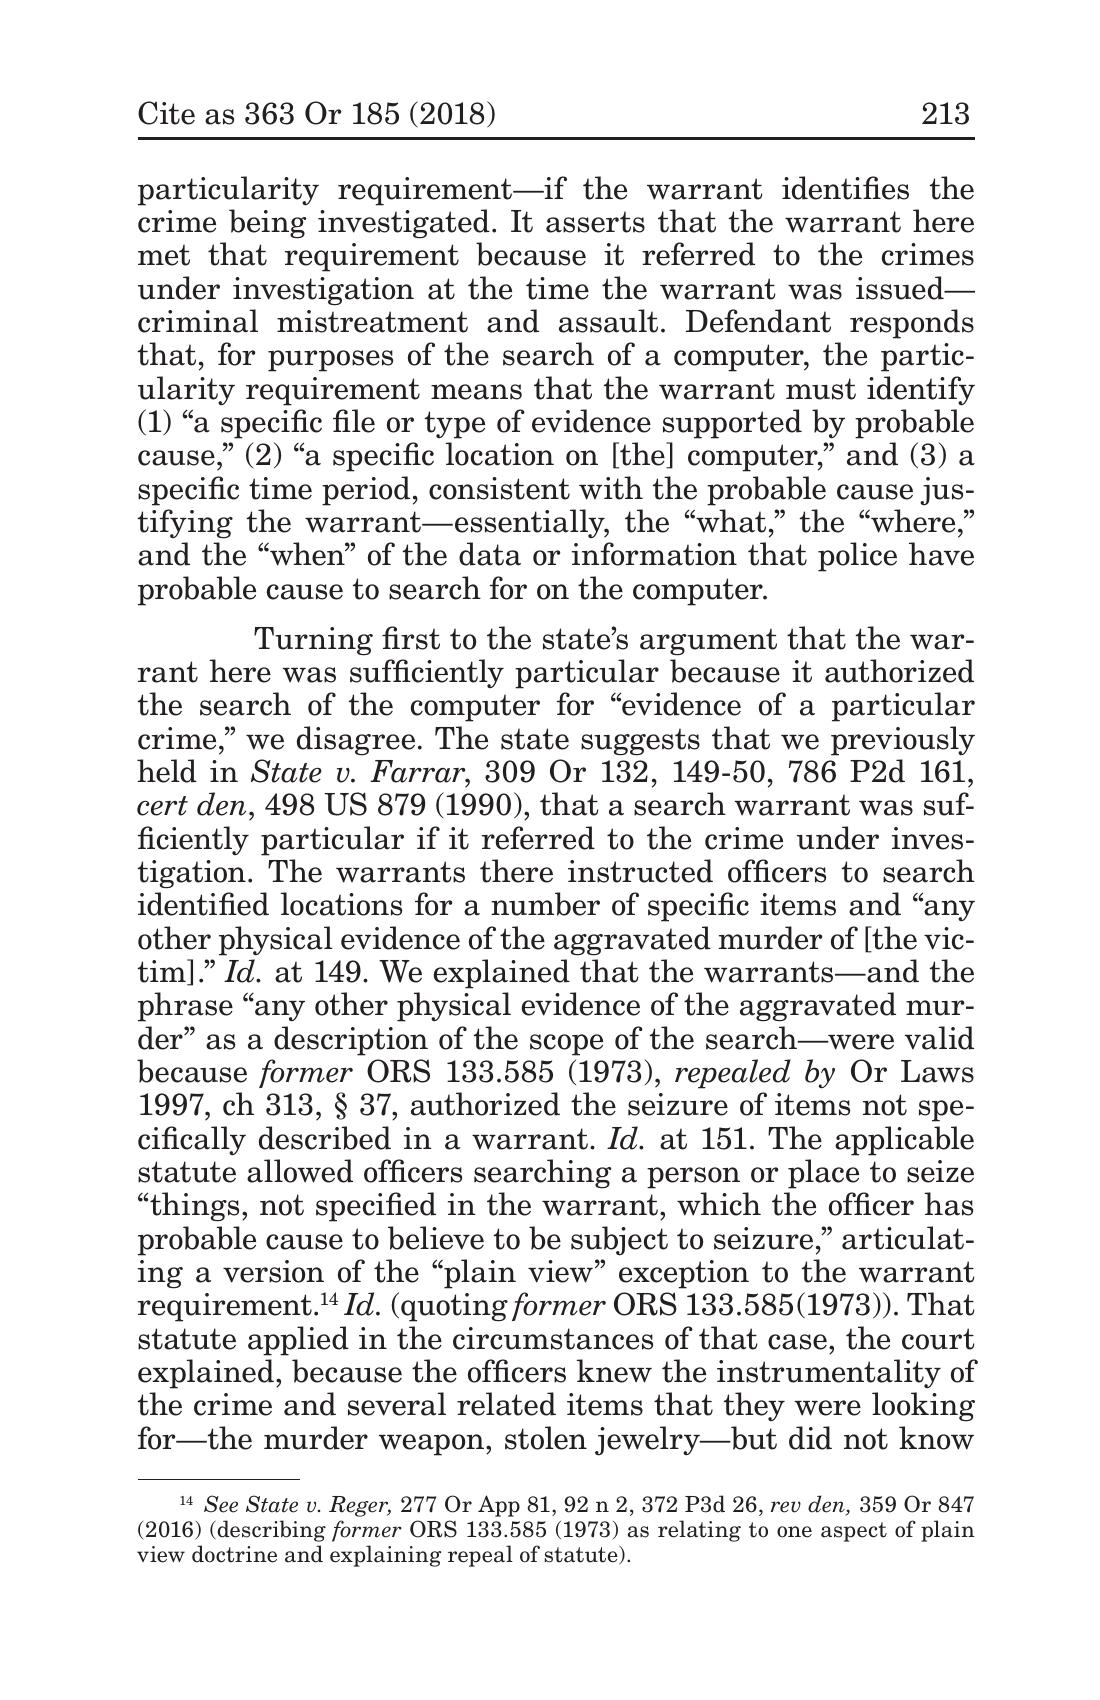 Cite as 363 Or 185 (2018) 213
particularity requirement—if the warrant identifies the
crime being investigated. It asserts that the warrant here
met that requirement because it referred to the crimes
under investigation at the time the warrant was issued—
criminal mistreatment and assault. Defendant responds
that, for purposes of the search of a computer, the partic-
ularity requirement means that the warrant must identify
(1) “a specific file or type of evidence supported by probable
cause,” (2) “a specific location on [the] computer,” and (3) a
specific time period, consistent with the probable cause jus-
tifying the warrant—essentially, the “what,” the “where,”
and the “when” of the data or information that police have
probable cause to search for on the computer.
Turning first to the state’s argument that the war-
rant here was sufficiently particular because it authorized
the search of the computer for “evidence of a particular
crime,” we disagree. The state suggests that we previously
held in State v. Farrar, 309 Or 132, 149-50, 786 P2d 161,
cert den, 498 US 879 (1990), that a search warrant was suf-
ficiently particular if it referred to the crime under inves-
tigation. The warrants there instructed officers to search
identified locations for a number of specific items and “any
other physical evidence of the aggravated murder of [the vic-
tim].” Id. at 149. We explained that the warrants—and the
phrase “any other physical evidence of the aggravated mur-
der” as a description of the scope of the search—were valid
because former ORS 133.585 (1973), repealed by Or Laws
1997, ch 313, § 37, authorized the seizure of items not spe-
cifically described in a warrant. Id. at 151. The applicable
statute allowed officers searching a person or place to seize
“things, not specified in the warrant, which the officer has
probable cause to believe to be subject to seizure,” articulat-
ing a version of the “plain view” exception to the warrant
requirement.14 Id. (quoting former ORS 133.585(1973)). That
statute applied in the circumstances of that case, the court
explained, because the officers knew the instrumentality of
the crime and several related items that they were looking
for—the murder weapon, stolen jewelry—but did not know
14 See State v. Reger, 277 Or App 81, 92 n 2, 372 P3d 26, rev den, 359 Or 847
(2016) (describing former ORS 133.585 (1973) as relating to one aspect of plain
view doctrine and explaining repeal of statute).